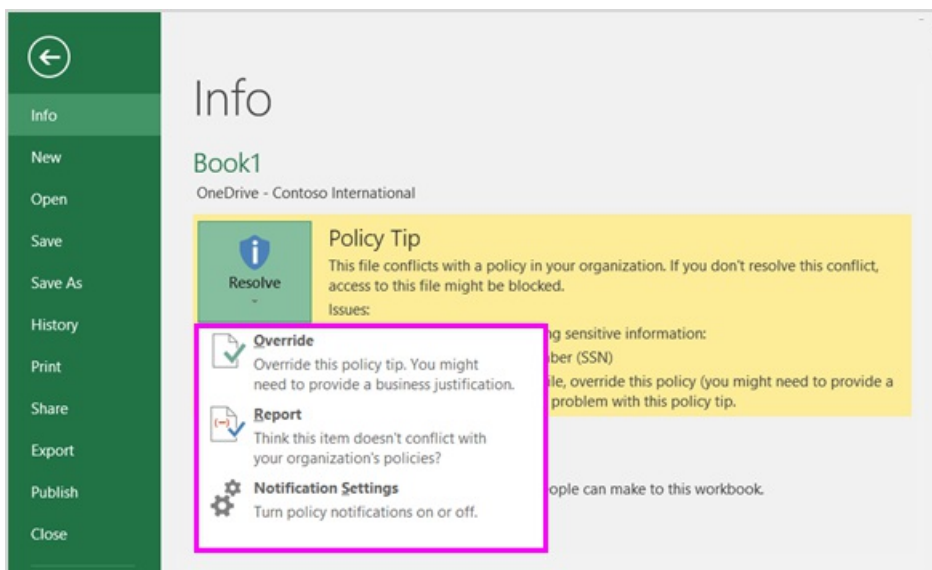 Info
New
Open
Save
Save As
History
Print
Share
Export
Publish
Close
Info
Book1
OneDrive - Contoso International
Resolve
Policy Tip
This file conflicts with a policy in your organization. If you don't resolve this conflict,
access to this file might be blocked.
Issues:
ng sensitive information:
ber (SSN)
ile, override this policy (you might need to provide a
problem with this policy tip.
Override
Override this policy tip. You might
need to provide a business justification.
Report
Think this item doesn't conflict with
your organization's policies?
Notification Settings
Turn policy notifications on or off.
ople can make to this workbook.